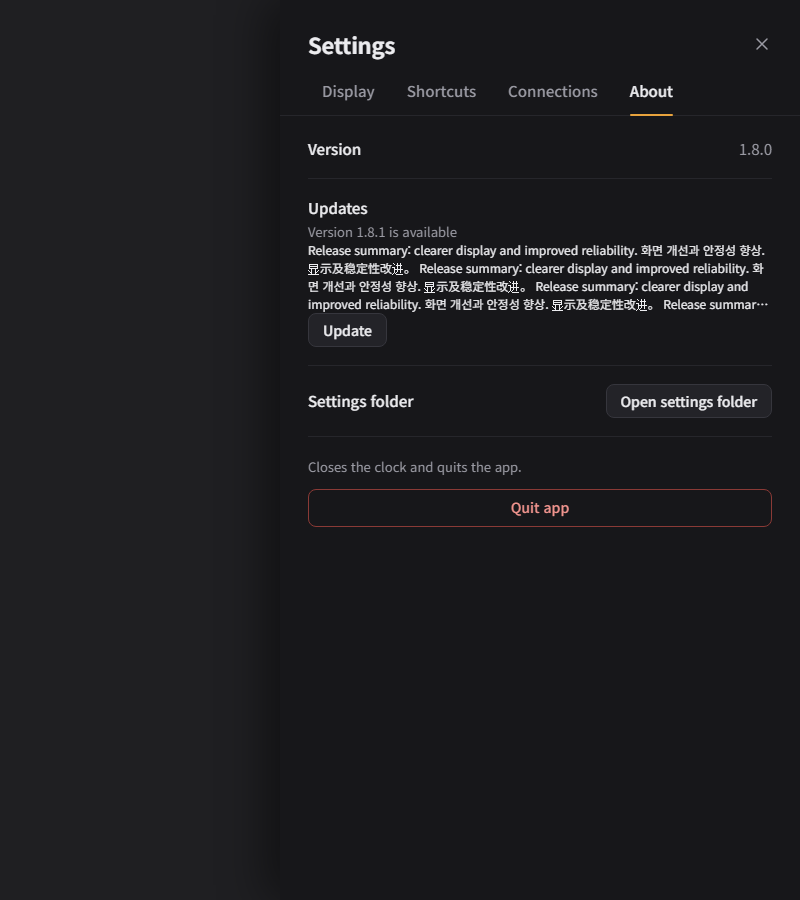 Settings
Display Shortcuts Connections About
Version 1.8.0
Updates
Version 1.8.1 is available
Release summary: clearer display and improved reliability. 화면 개선과 안정성 향상.
显示及稳定性改进。 Release summary: clearer display and improved reliability. 화
면 개선과 안정성 향상. 显示及稳定性改进。 Release summary: clearer display and
improved reliability. 화면 개선과 안정성 향상. 显示及稳定性改进。 Release summar…
Update
Settings folder Open settings folder
Closes the clock and quits the app.
Quit app